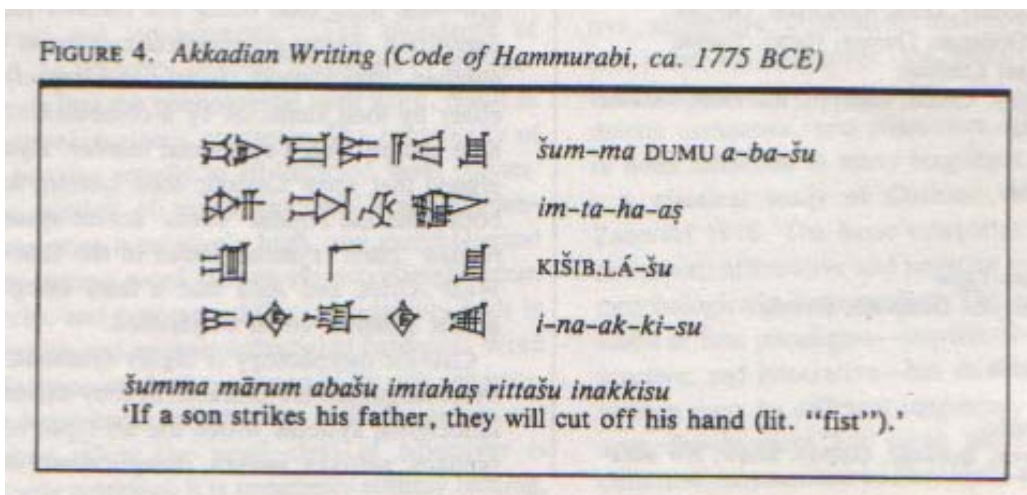 FIGURE 4. Akkadian Writing (Code of Hammurabi, ca. 1775 BCE)
šum–ma DUMU a–ba–šu
im–ta–ha–aṣ
KIŠIB.LÁ–šu
i–na–ak–ki–su
šumma mārum abašu imtahaṣ rittašu inakkisu
‘If a son strikes his father, they will cut off his hand (lit. “fist”).’